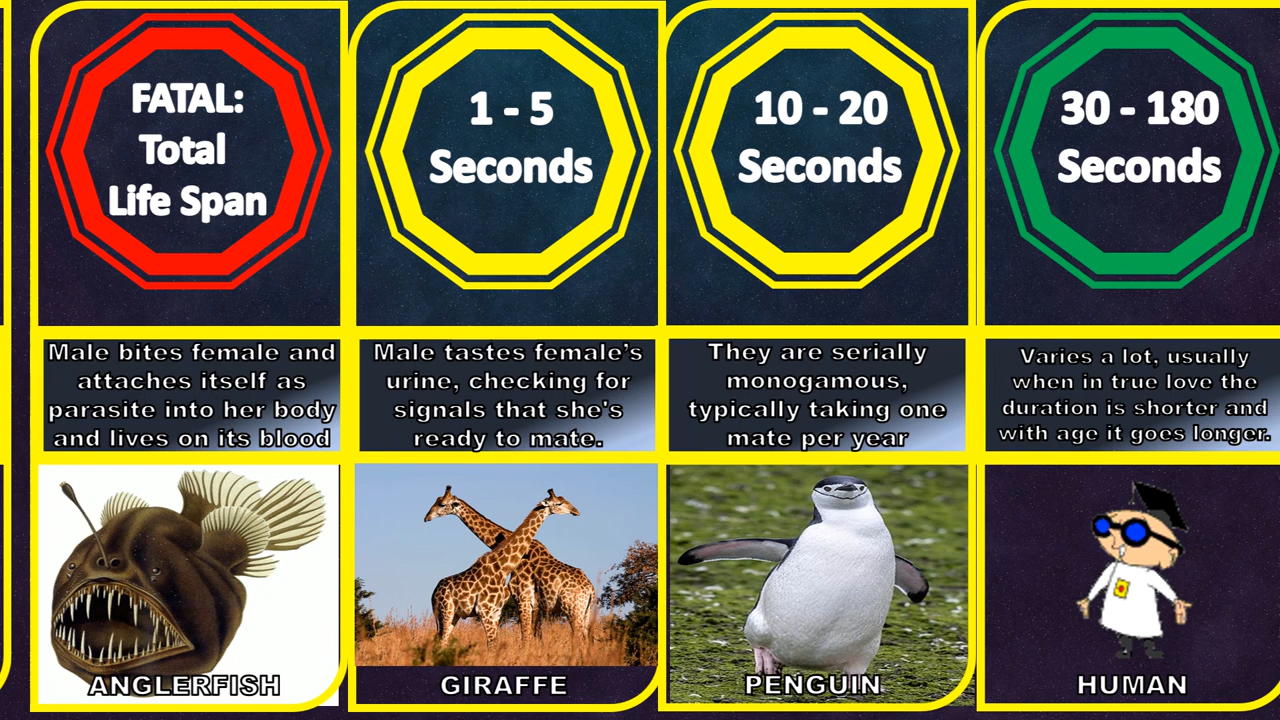 FATAL:
Total
Life Span
Male bites female and
attaches itself as
parasite into her body
and lives on its blood
ANGLERFISH
1 - 5
Seconds
Male tastes female’s
urine, checking for
signals that she's
ready to mate.
GIRAFFE
10 - 20
Seconds
They are serially
monogamous,
typically taking one
mate per year
PENGUIN
30 - 180
Seconds
Varies a lot, usually
when in true love the
duration is shorter and
with age it goes longer.
HUMAN